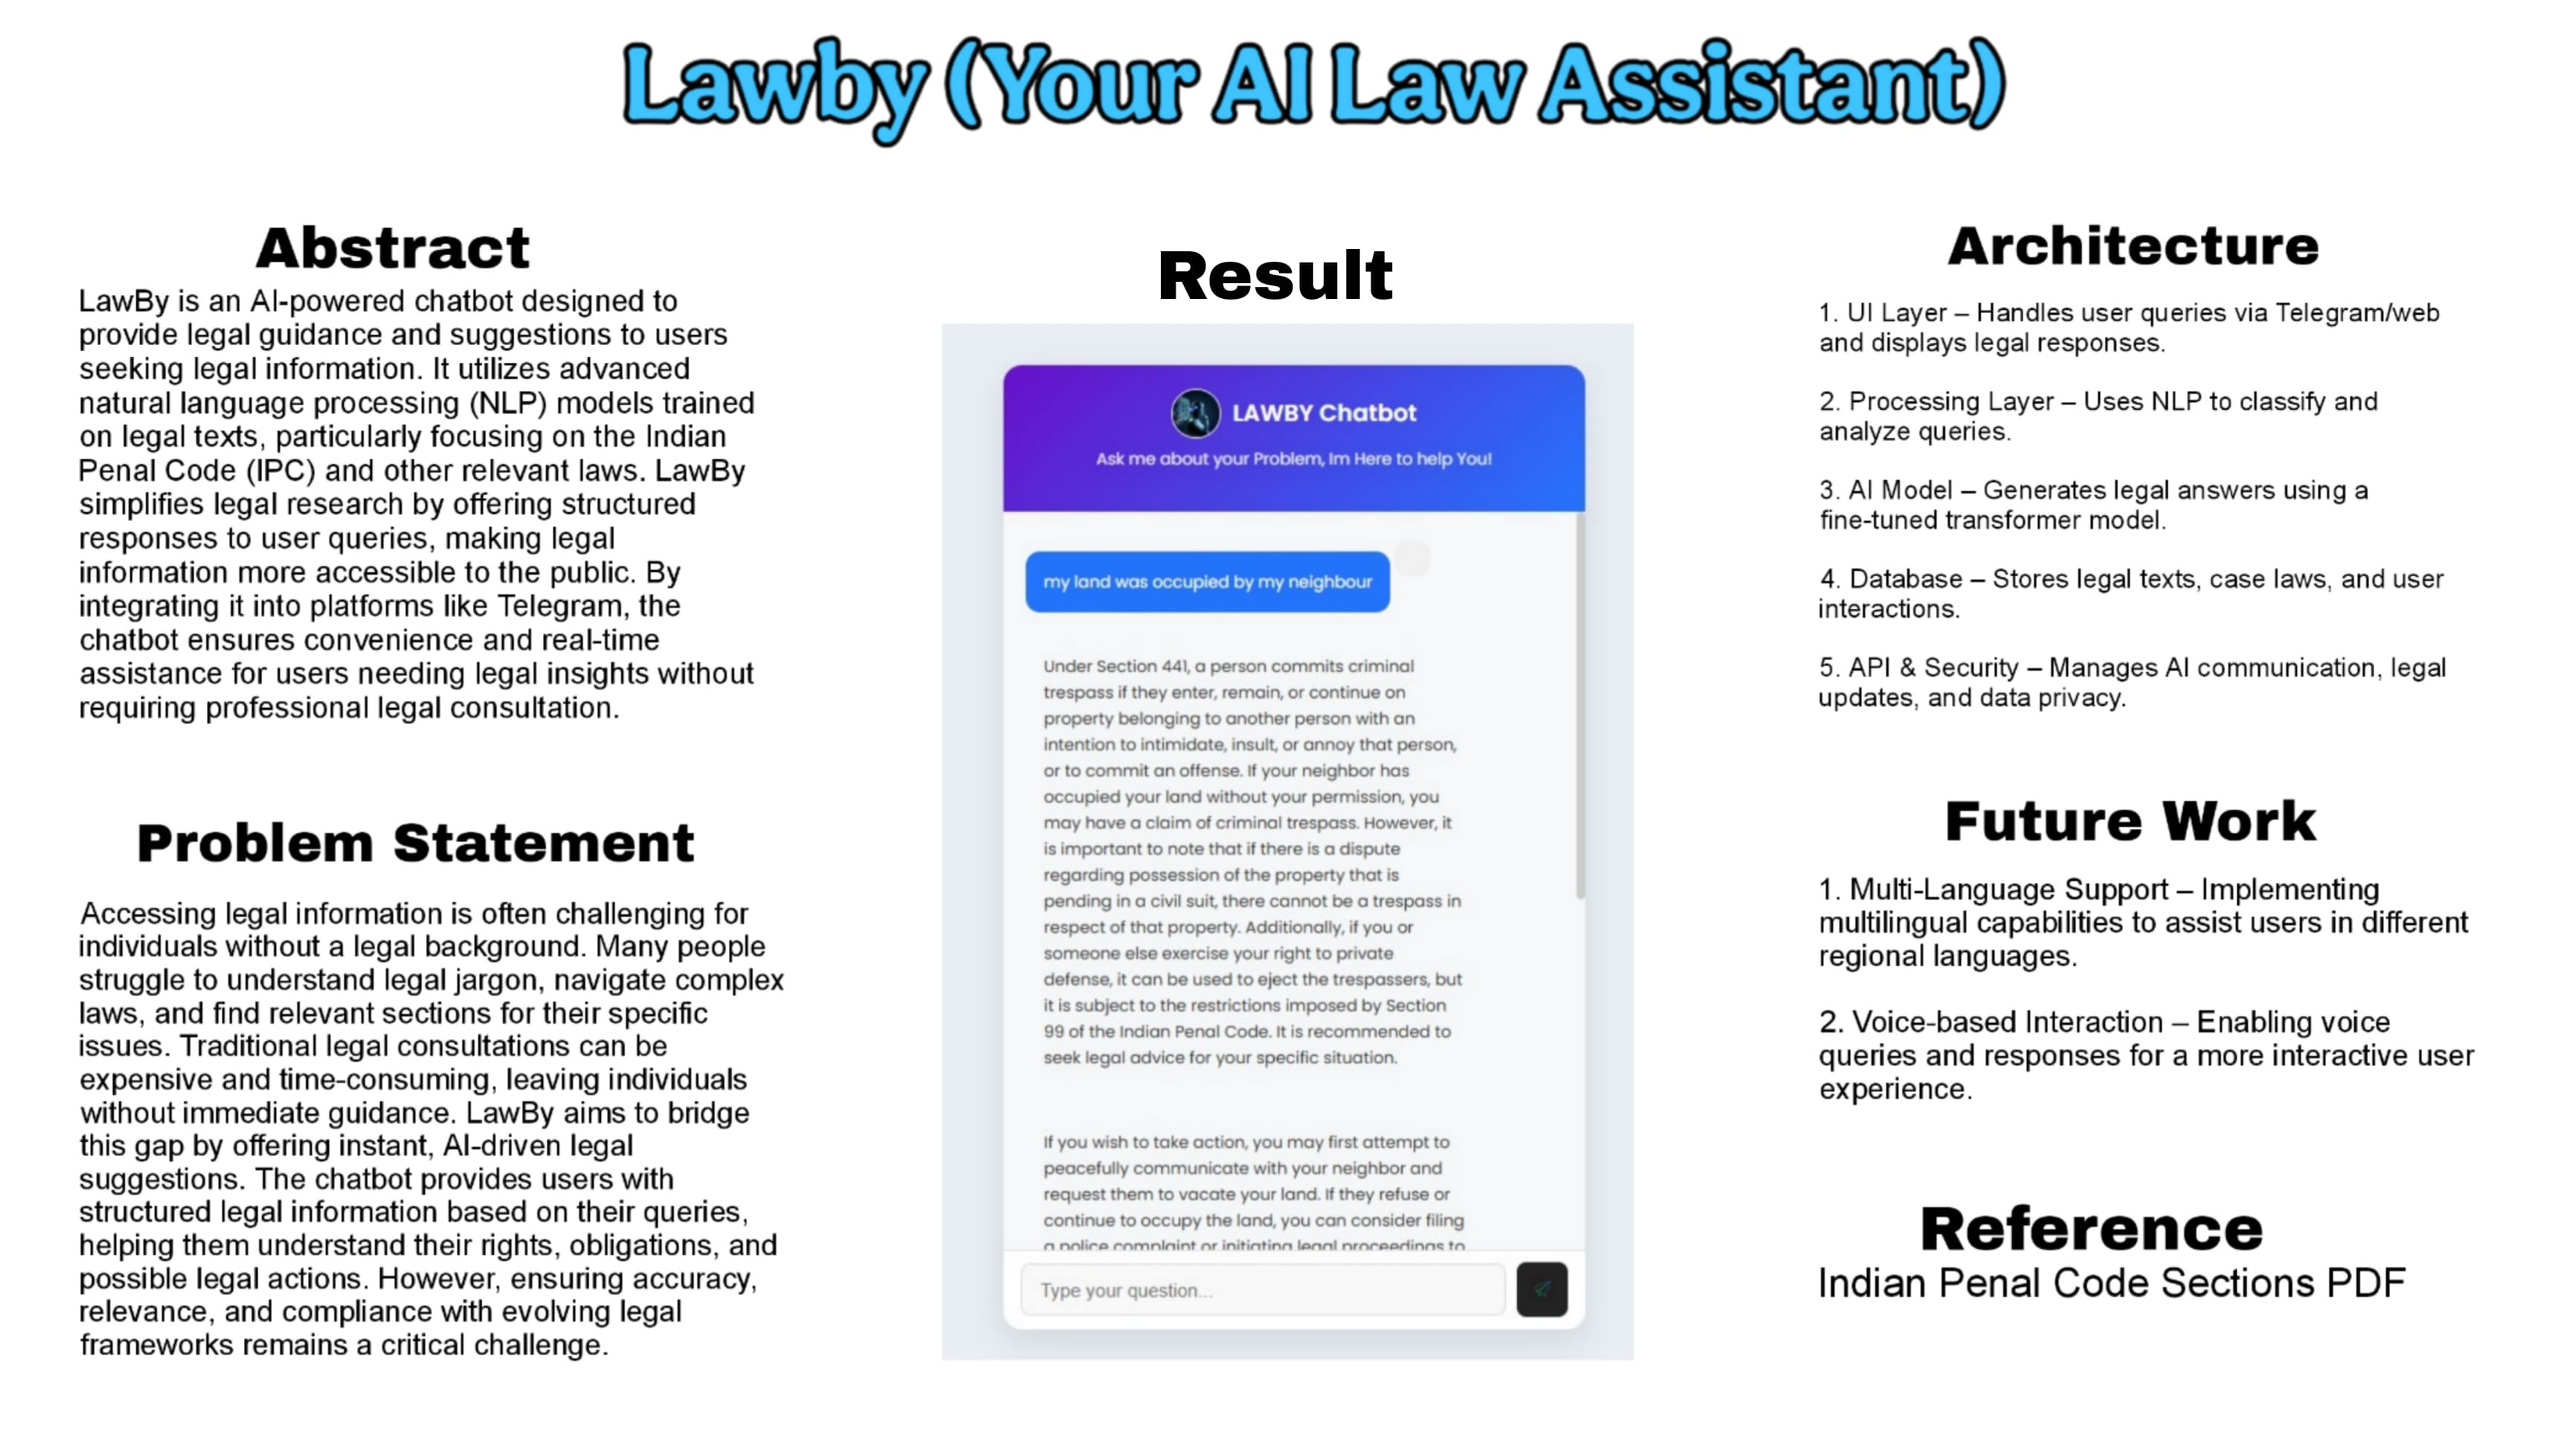 Lawby (Your AI Law Assistant)
Abstract
LawBy is an AI-powered chatbot designed to
provide legal guidance and suggestions to users
seeking legal information. It utilizes advanced
natural language processing (NLP) models trained
on legal texts, particularly focusing on the Indian
Penal Code (IPC) and other relevant laws. LawBy
simplifies legal research by offering structured
responses to user queries, making legal
information more accessible to the public. By
integrating it into platforms like Telegram, the
chatbot ensures convenience and real-time
assistance for users needing legal insights without
requiring professional legal consultation.
Problem Statement
Accessing legal information is often challenging for
individuals without a legal background. Many people
struggle to understand legal jargon, navigate complex
laws, and find relevant sections for their specific
issues. Traditional legal consultations can be
expensive and time-consuming, leaving individuals
without immediate guidance. LawBy aims to bridge
this gap by offering instant, AI-driven legal
suggestions. The chatbot provides users with
structured legal information based on their queries,
helping them understand their rights, obligations, and
possible legal actions. However, ensuring accuracy,
relevance, and compliance with evolving legal
frameworks remains a critical challenge.
Result
LAWBY Chatbot
Ask me about your Problem, Im Here to help You!
my land was occupied by my neighbour
Under Section 441, a person commits criminal
trespass if they enter, remain, or continue on
property belonging to another person with an
intention to intimidate, insult, or annoy that person,
or to commit an offense. If your neighbor has
occupied your land without your permission, you
may have a claim of criminal trespass. However, it
is important to note that if there is a dispute
regarding possession of the property that is
pending in a civil suit, there cannot be a trespass in
respect of that property. Additionally, if you or
someone else exercise your right to private
defense, it can be used to eject the trespassers, but
it is subject to the restrictions imposed by Section
99 of the Indian Penal Code. It is recommended to
seek legal advice for your specific situation.
If you wish to take action, you may first attempt to
peacefully communicate with your neighbor and
request them to vacate your land. If they refuse or
continue to occupy the land, you can consider filing
a police complaint or initiating legal proceedings to
Type your question...
Architecture
1. UI Layer – Handles user queries via Telegram/web
and displays legal responses.
2. Processing Layer – Uses NLP to classify and
analyze queries.
3. AI Model – Generates legal answers using a
fine-tuned transformer model.
4. Database – Stores legal texts, case laws, and user
interactions.
5. API & Security – Manages AI communication, legal
updates, and data privacy.
Future Work
1. Multi-Language Support – Implementing
multilingual capabilities to assist users in different
regional languages.
2. Voice-based Interaction – Enabling voice
queries and responses for a more interactive user
experience.
Reference
Indian Penal Code Sections PDF